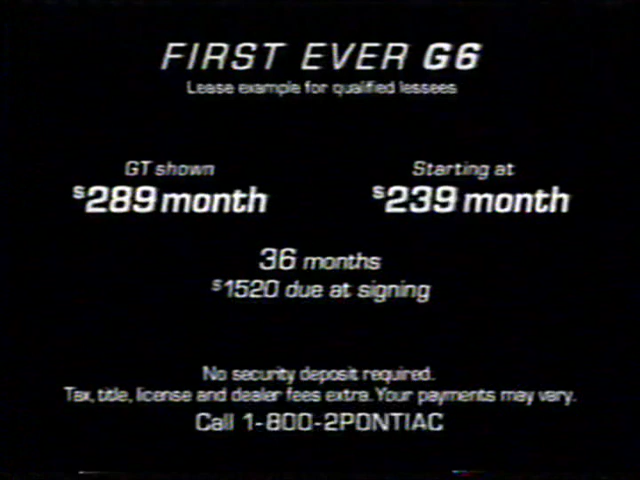 FIRST EVER G6
Lease example for qualified lessees
GT shown
$289 month
Starting at
$239 month
36 months
$1520 due at signing
No security deposit required.
Tax, title, license and dealer fees extra. Your payments may vary.
Call 1-800-2PONTIAC